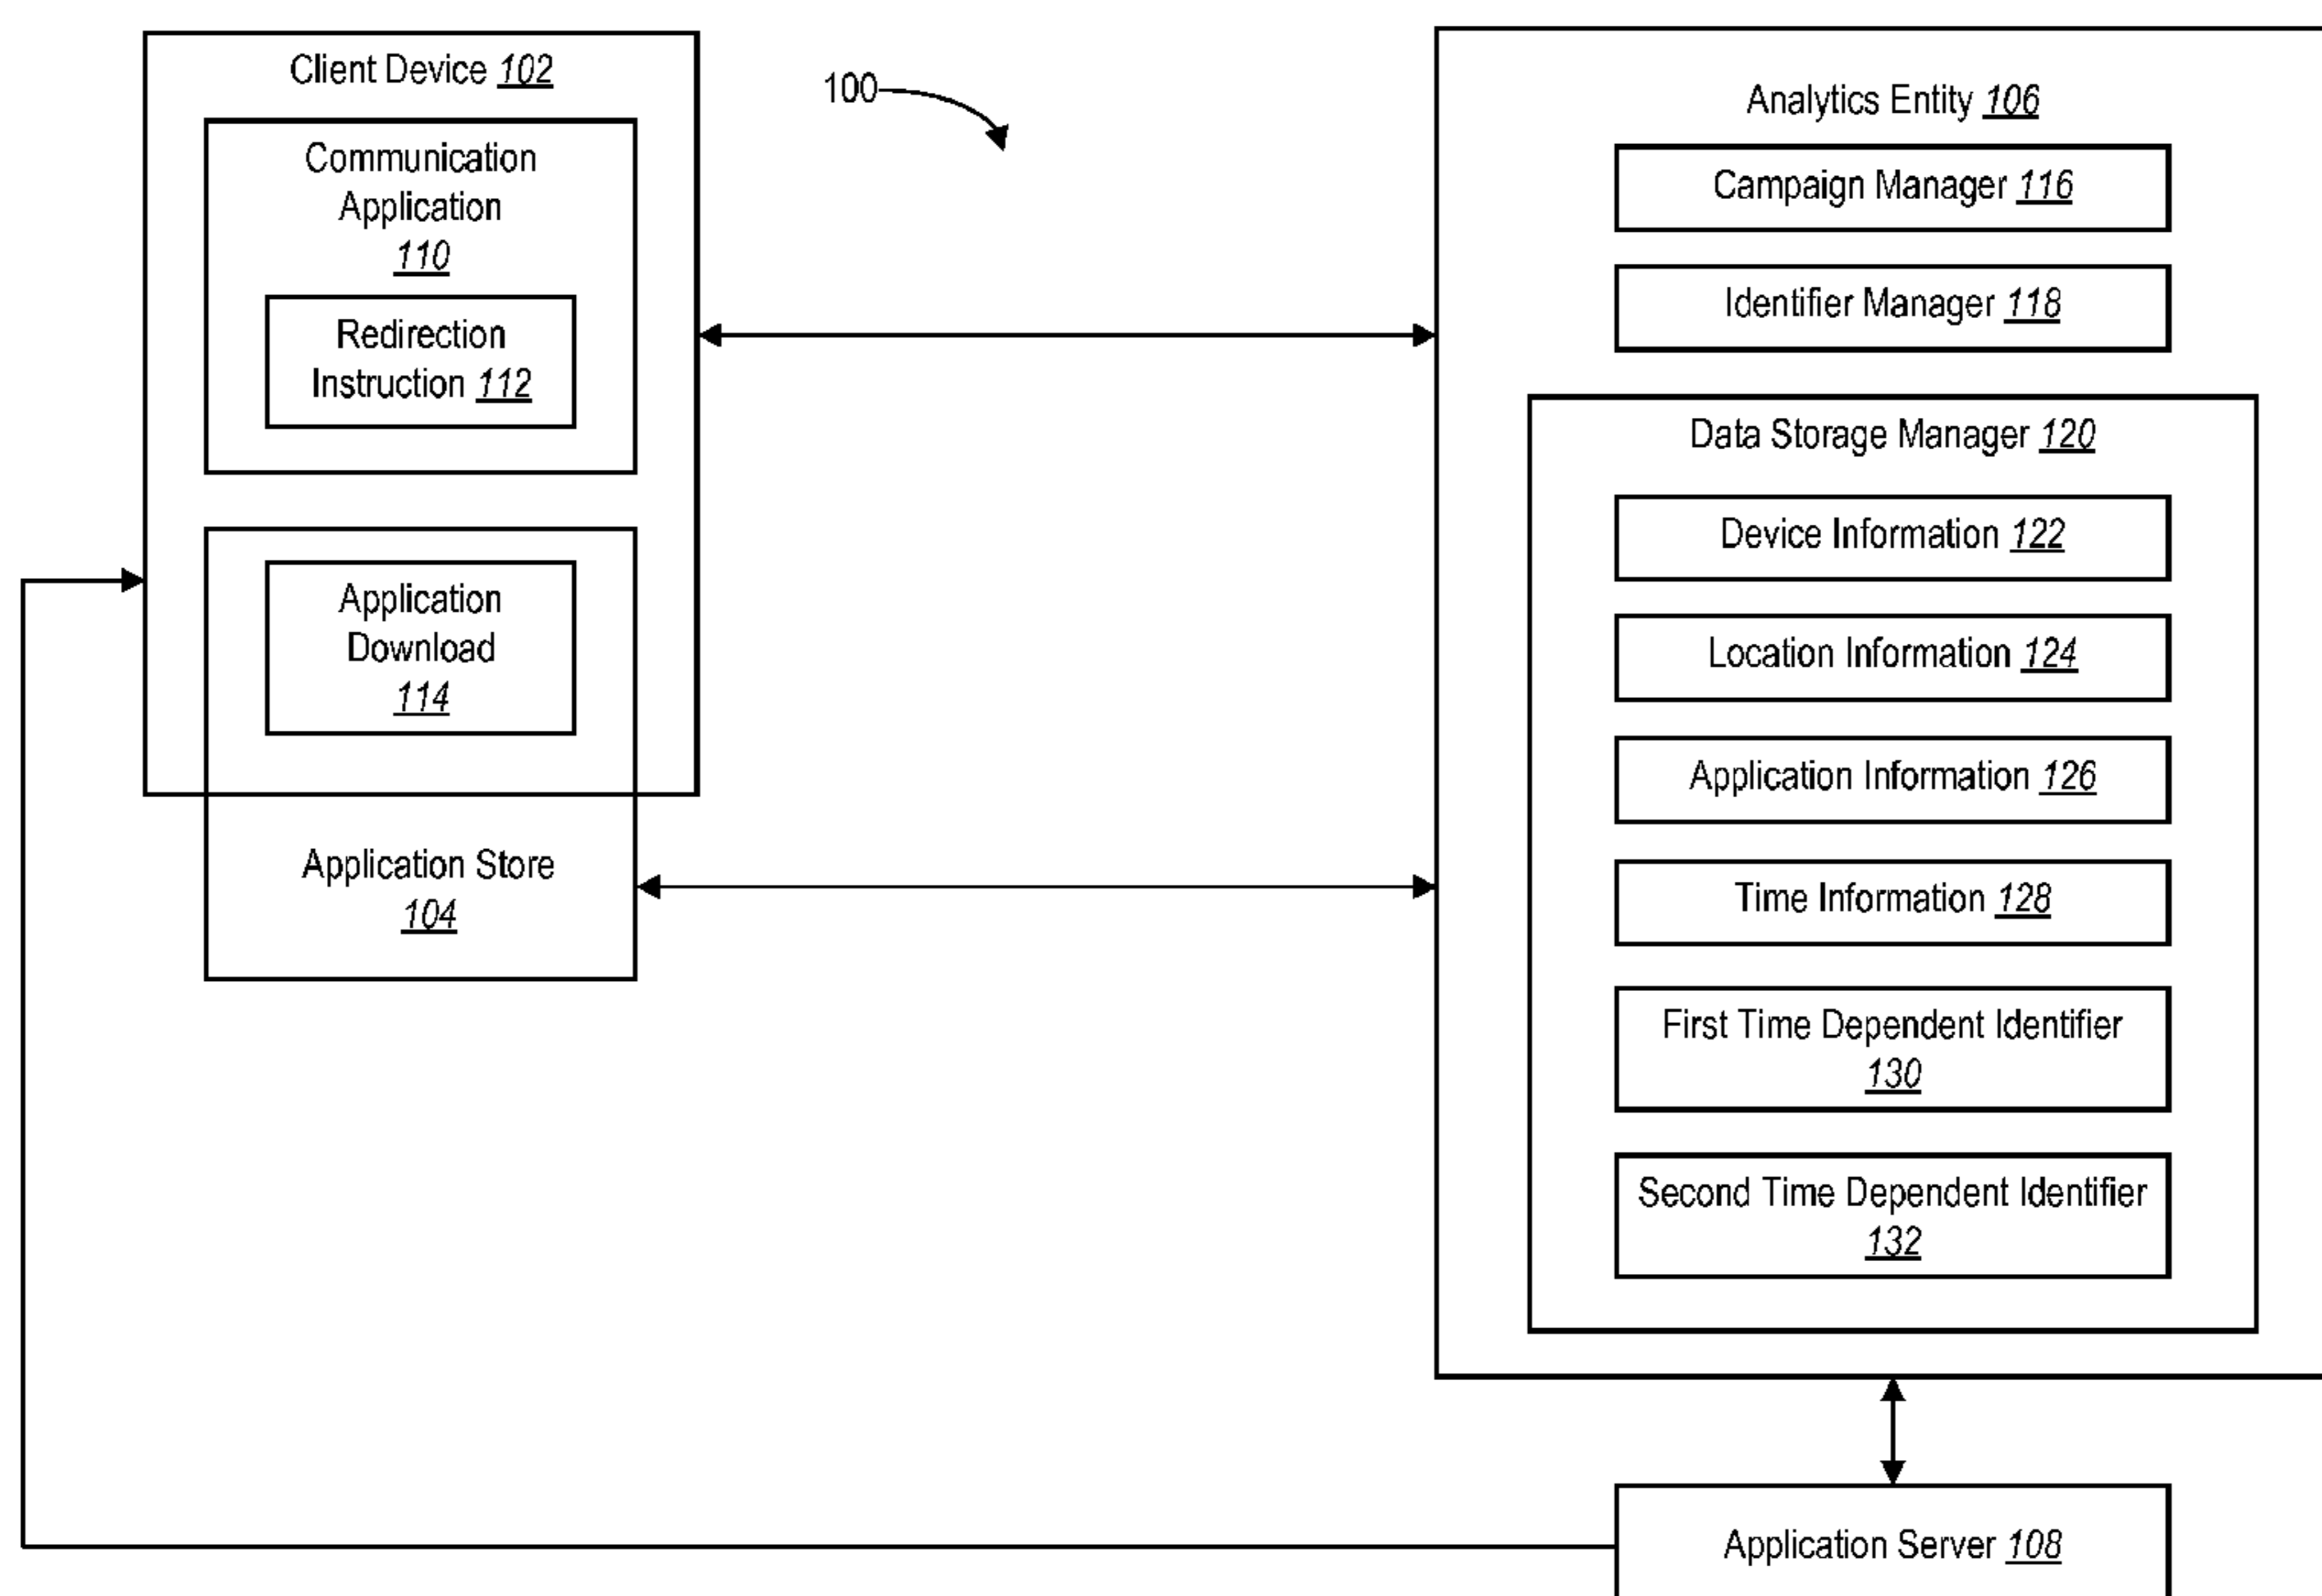 Client Device 102
Communication
Application
110
Redirection
Instruction 112
Application
Download
114
Application Store
104
100
Analytics Entity 106
Campaign Manager 116
Identifier Manager 118
Data Storage Manager 120
Device Information 122
Location Information 124
Application Information 126
Time Information 128
First Time Dependent Identifier
130
Second Time Dependent Identifier
132
Application Server 108